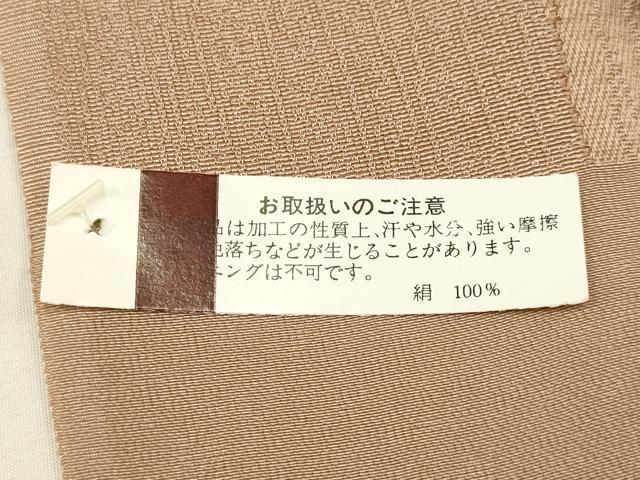 お取扱いのご注意
品は加工の性質上、汗や水分、強い摩擦
色落ちなどが生じることがあります。
ニングは不可です。
絹 100%